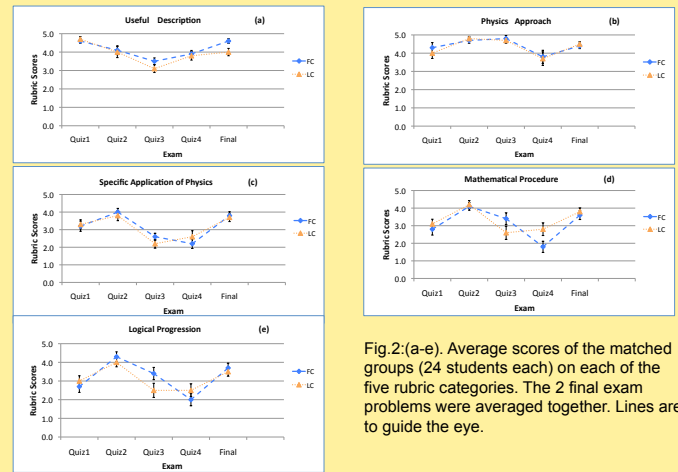 Useful Description (a)
Rubric Scores
5.0
4.0
3.0
2.0
1.0
0.0
Quiz1 Quiz2 Quiz3 Quiz4 Final
Exam
FC
LC
Physics Approach (b)
Rubric Scores
5.0
4.0
3.0
2.0
1.0
0.0
Quiz1 Quiz2 Quiz3 Quiz4 Final
Exam
FC
LC
Specific Application of Physics (c)
Rubric Scores
5.0
4.0
3.0
2.0
1.0
0.0
Quiz1 Quiz2 Quiz3 Quiz4 Final
Exam
FC
LC
Mathematical Procedure (d)
Rubric Scores
5.0
4.0
3.0
2.0
1.0
0.0
Quiz1 Quiz2 Quiz3 Quiz4 Final
Exam
FC
LC
Logical Progression (e)
Rubric Scores
5.0
4.0
3.0
2.0
1.0
0.0
Quiz1 Quiz2 Quiz3 Quiz4 Final
Exam
FC
LC
Fig.2:(a-e). Average scores of the matched
groups (24 students each) on each of the
five rubric categories. The 2 final exam
problems were averaged together. Lines are
to guide the eye.